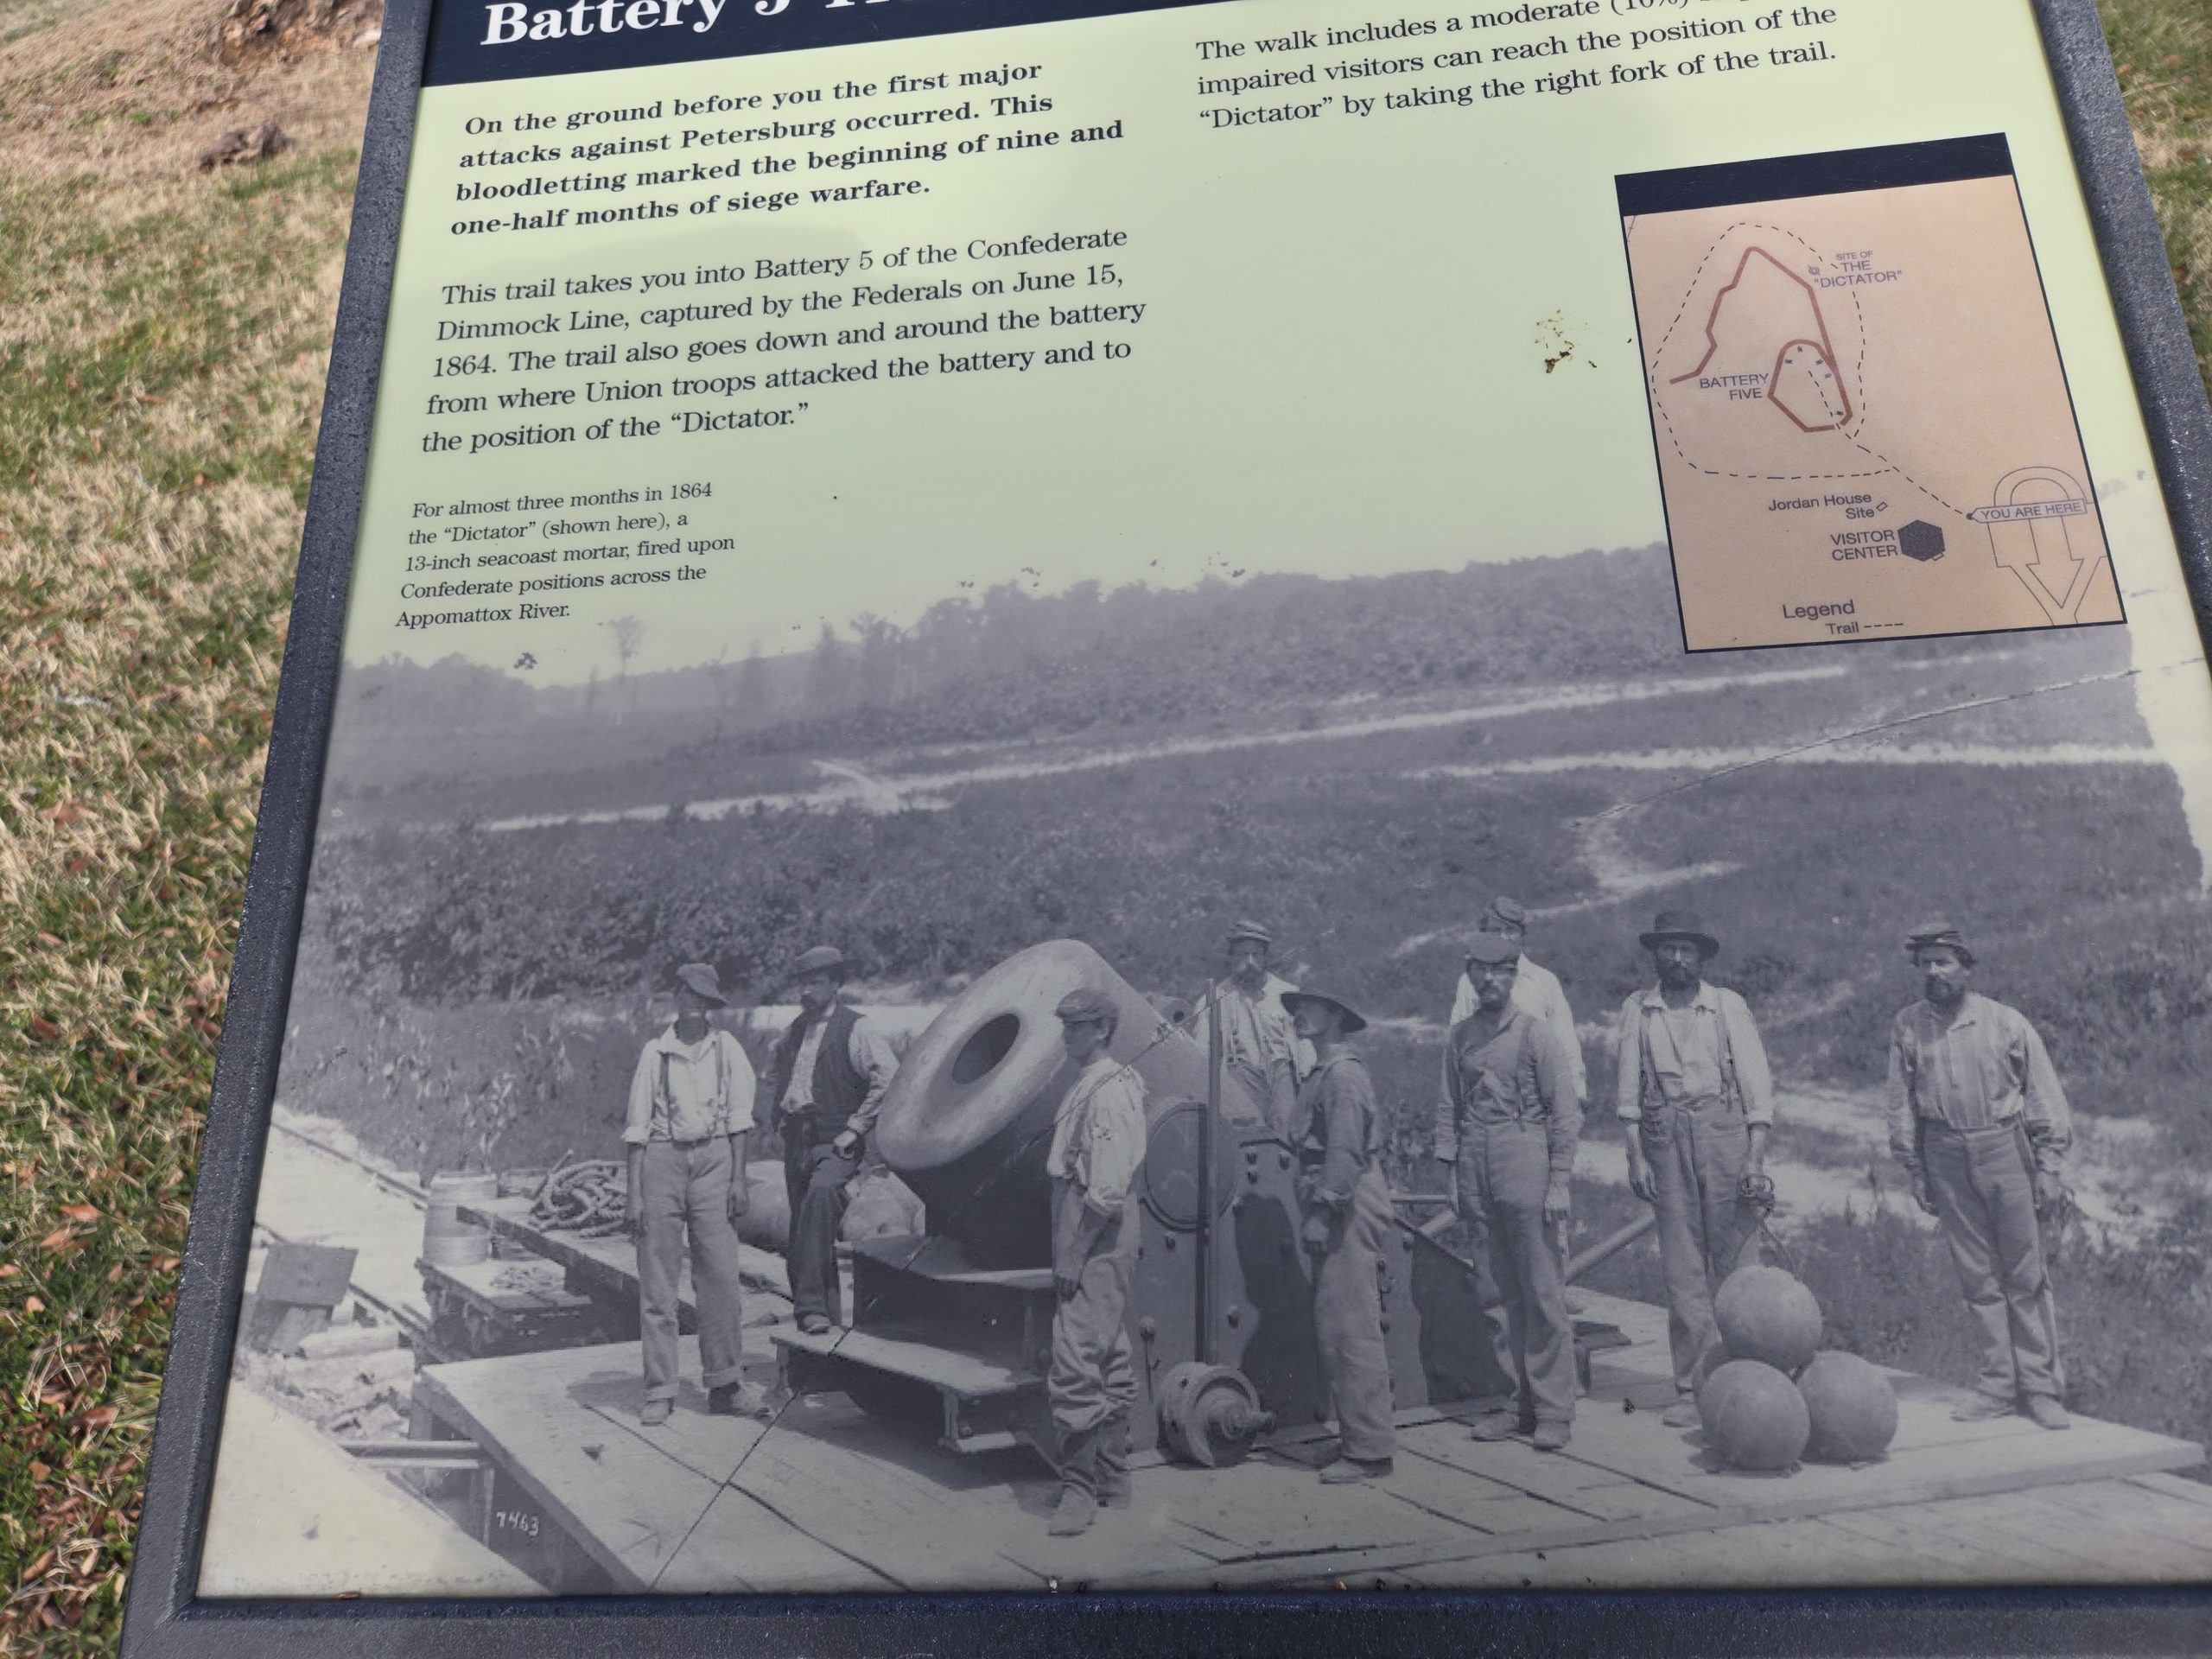 Battery 5
On the ground before you the first major
attacks against Petersburg occurred. This
bloodletting marked the beginning of nine and
one-half months of siege warfare.
This trail takes you into Battery 5 of the Confederate
Dimmock Line, captured by the Federals on June 15,
1864. The trail also goes down and around the battery
from where Union troops attacked the battery and to
the position of the “Dictator.”
For almost three months in 1864
the “Dictator” (shown here), a
13-inch seacoast mortar, fired upon
Confederate positions across the
Appomattox River.
The walk includes a moderate (10%)
impaired visitors can reach the position of the
“Dictator” by taking the right fork of the trail.
SITE OF
THE
"DICTATOR"
BATTERY
FIVE
Jordan House
Site
YOU ARE HERE
VISITOR
CENTER
Legend
Trail ----
7463